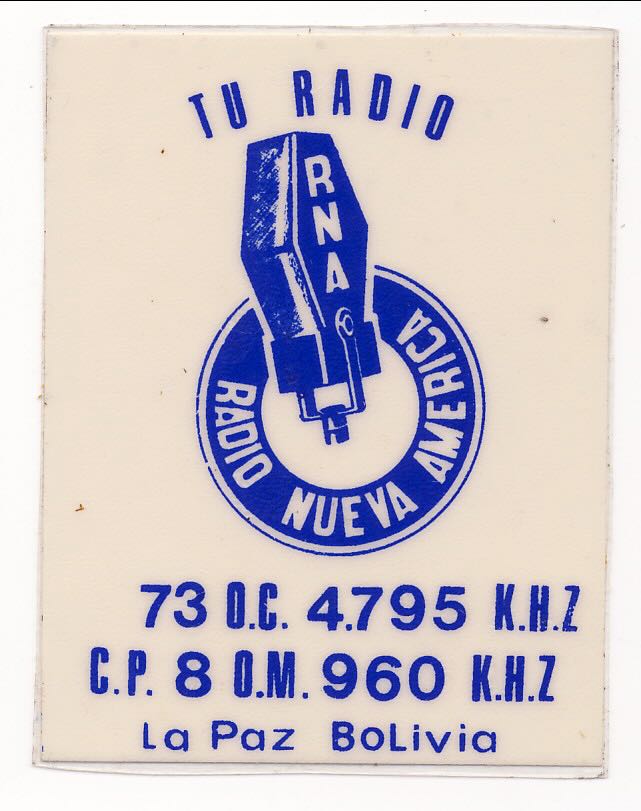 TU RADIO
RNA
RADIO NUEVA AMERICA
73 O.C. 4.795 K.H.Z
C.P. 8 O.M. 960 K.H.Z
La Paz BoLivia